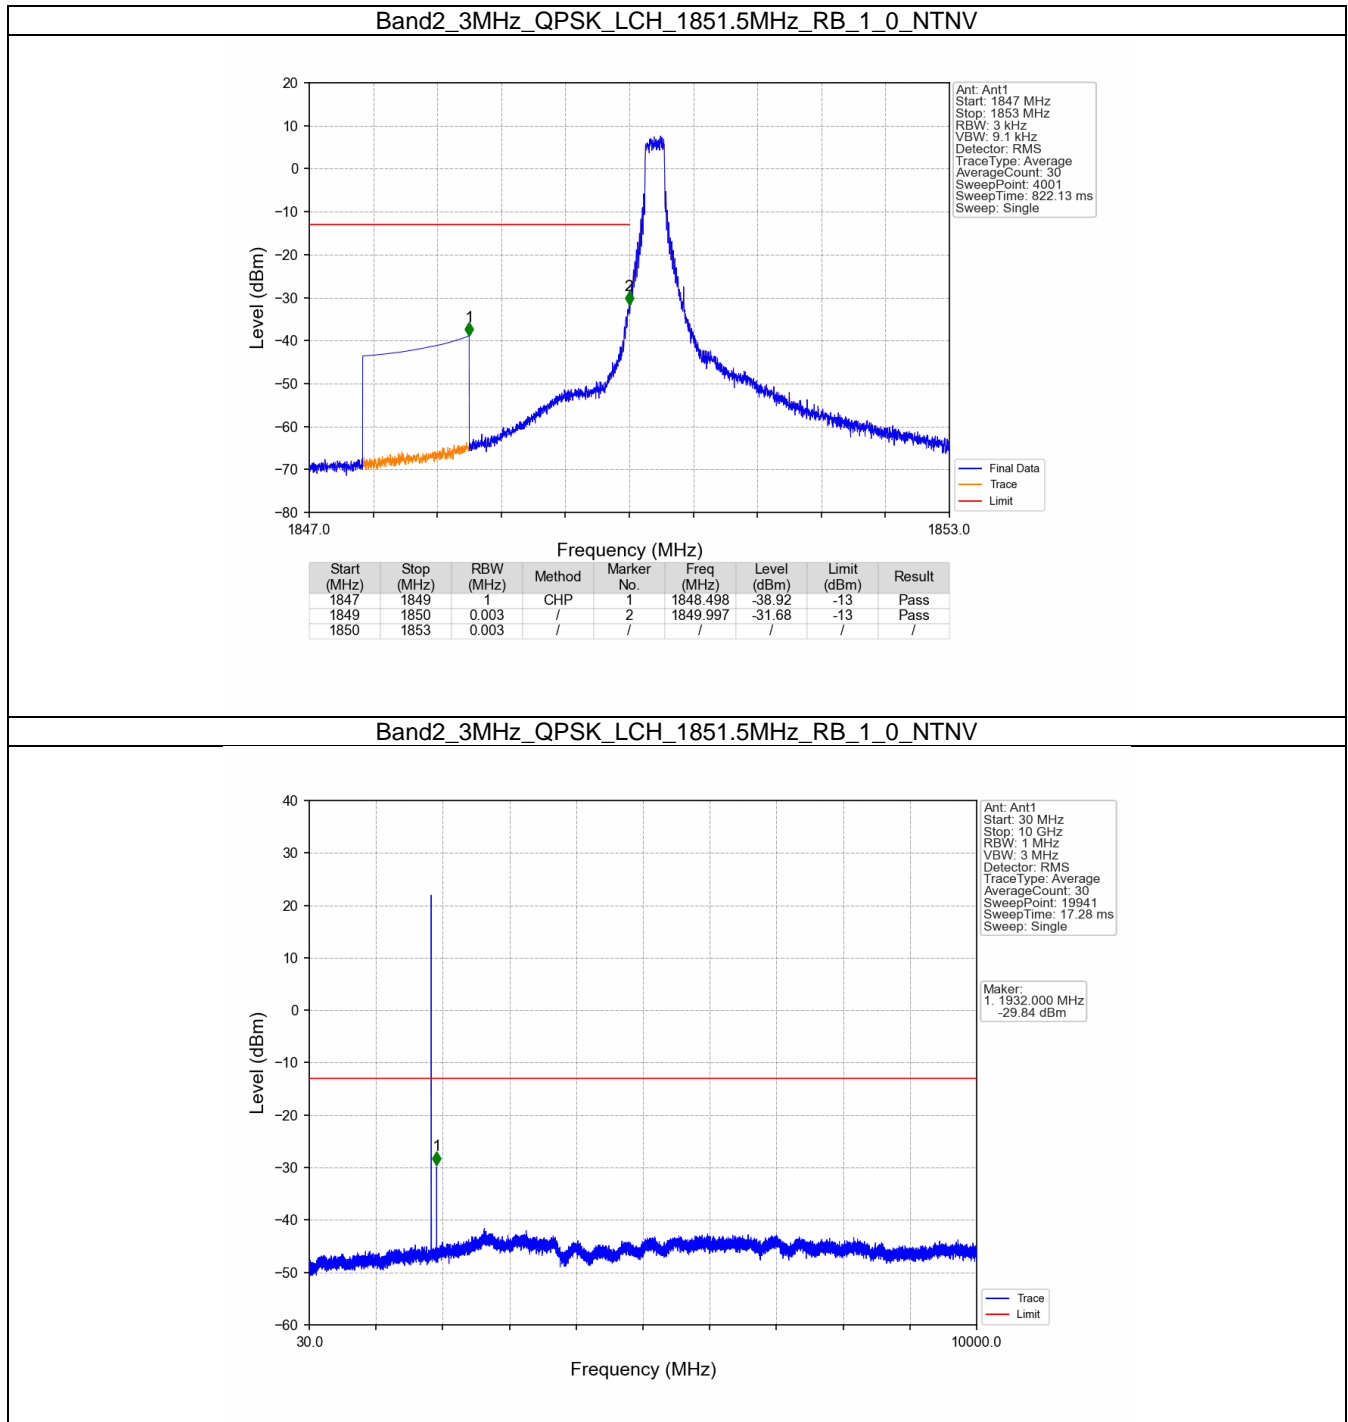 Band2_3MHz_QPSK_LCH_1851.5MHz_RB_1_0_NTNV
20
10
0
−10
−20
−30
−40
−50
−60
−70
−80
Level (dBm)
1
2
1847.0
1853.0
Frequency (MHz)
Ant: Ant1
Start: 1847 MHz
Stop: 1853 MHz
RBW: 3 kHz
VBW: 9.1 kHz
Detector: RMS
TraceType: Average
AverageCount: 30
SweepPoint: 4001
SweepTime: 822.13 ms
Sweep: Single
Final Data
Trace
Limit
Start (MHz) Stop (MHz) RBW (MHz) Method Marker No. Freq (MHz) Level (dBm) Limit (dBm) Result
1847 1849 1 CHP 1 1848.498 -38.92 -13 Pass
1849 1850 0.003 / 2 1849.997 -31.68 -13 Pass
1850 1853 0.003 / / / / / /
Band2_3MHz_QPSK_LCH_1851.5MHz_RB_1_0_NTNV
40
30
20
10
0
−10
−20
−30
−40
−50
−60
Level (dBm)
1
30.0
10000.0
Frequency (MHz)
Ant: Ant1
Start: 30 MHz
Stop: 10 GHz
RBW: 1 MHz
VBW: 3 MHz
Detector: RMS
TraceType: Average
AverageCount: 30
SweepPoint: 19941
SweepTime: 17.28 ms
Sweep: Single
Maker:
1. 1932.000 MHz
-29.84 dBm
Trace
Limit